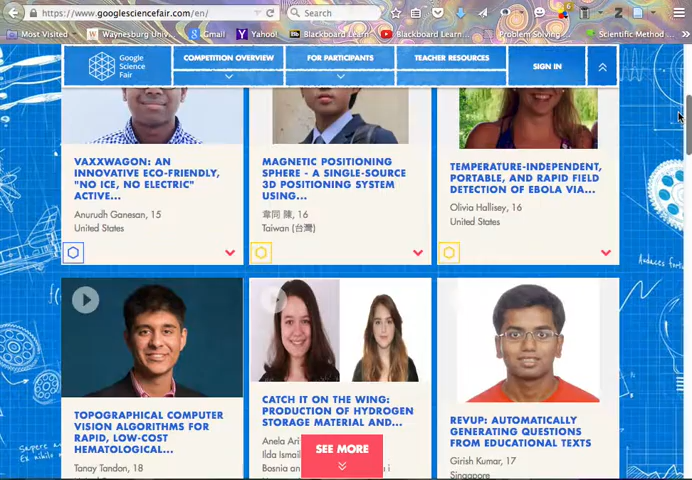 https://www.googlesciencefair.com/en/
Search
Most Visited
Waynesburg Univ...
Gmail
Yahoo!
Blackboard Learn...
Blackboard Learn...
Problem Solving...
Scientific Method ...
Google
Science
Fair
COMPETITION OVERVIEW
FOR PARTICIPANTS
TEACHER RESOURCES
SIGN IN
VAXXWAGON: AN
INNOVATIVE ECO-FRIENDLY,
"NO ICE, NO ELECTRIC"
ACTIVE...
Anurudh Ganesan, 15
United States
MAGNETIC POSITIONING
SPHERE - A SINGLE-SOURCE
3D POSITIONING SYSTEM
USING...
韋同 陳, 16
Taiwan (台灣)
TEMPERATURE-INDEPENDENT,
PORTABLE, AND RAPID FIELD
DETECTION OF EBOLA VIA...
Olivia Hallisey, 16
United States
TOPOGRAPHICAL COMPUTER
VISION ALGORITHMS FOR
RAPID, LOW-COST
HEMATOLOGICAL...
Tanay Tandon, 18
CATCH IT ON THE WING:
PRODUCTION OF HYDROGEN
STORAGE MATERIAL AND...
Anela Ari
Ilda Ismail
Bosnia an
REVUP: AUTOMATICALLY
GENERATING QUESTIONS
FROM EDUCATIONAL TEXTS
Girish Kumar, 17
Singapore
SEE MORE